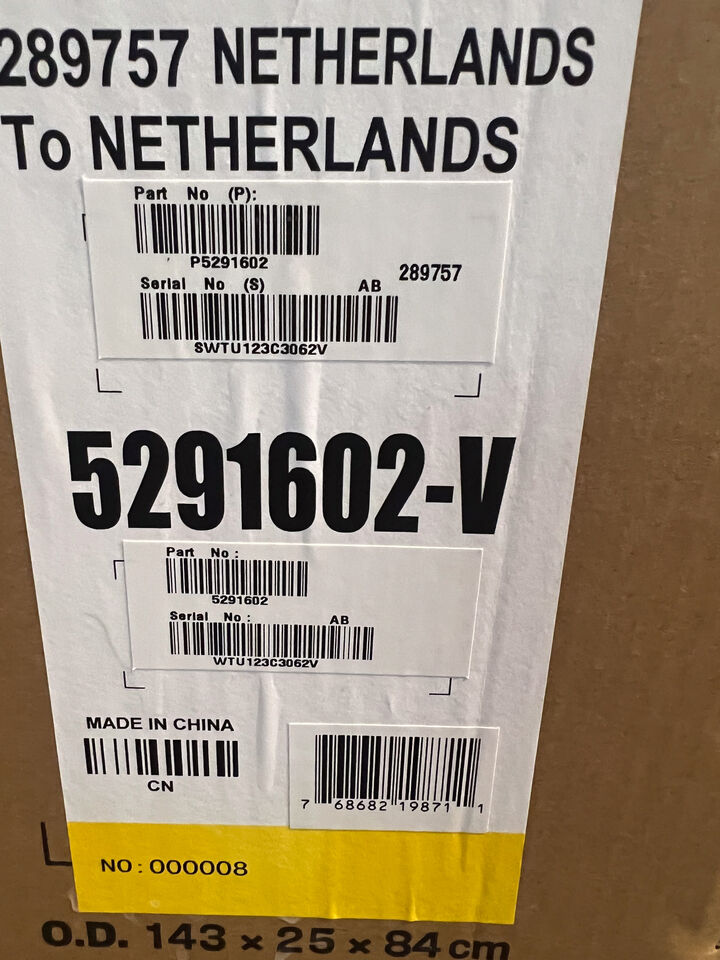 289757 NETHERLANDS
To NETHERLANDS
Part No (P):
P5291602
289757
Serial No (S) AB
SWTU123C3062V
5291602-V
Part No :
5291602
Serial No : AB
WTU123C3062V
MADE IN CHINA
CN
7 68682 19871 1
NO : 000008
O.D. 143 x 25 x 84 cm